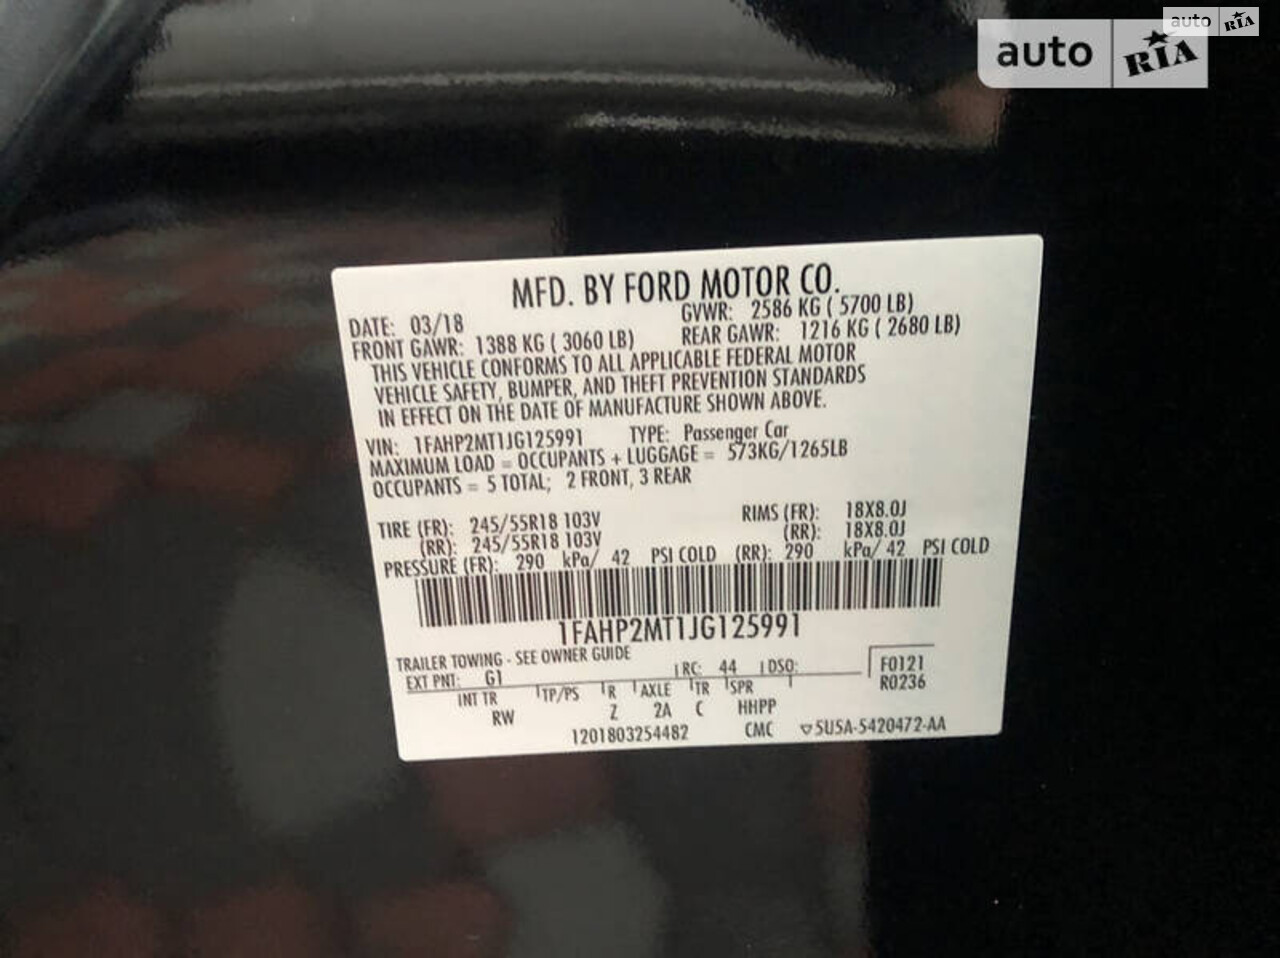 auto RIA
auto RIA
MFD. BY FORD MOTOR CO.
DATE: 03/18 GVWR: 2586 KG ( 5700 LB)
FRONT GAWR: 1388 KG ( 3060 LB) REAR GAWR: 1216 KG ( 2680 LB)
THIS VEHICLE CONFORMS TO ALL APPLICABLE FEDERAL MOTOR
VEHICLE SAFETY, BUMPER, AND THEFT PREVENTION STANDARDS
IN EFFECT ON THE DATE OF MANUFACTURE SHOWN ABOVE.
VIN: 1FAHP2MT1JG125991 TYPE: Passenger Car
MAXIMUM LOAD = OCCUPANTS + LUGGAGE = 573KG/1265LB
OCCUPANTS = 5 TOTAL; 2 FRONT, 3 REAR
TIRE (FR): 245/55R18 103V RIMS (FR): 18X8.0J
(RR): 245/55R18 103V (RR): 18X8.0J
PRESSURE (FR): 290 kPa/ 42 PSI COLD (RR): 290 kPa/ 42 PSI COLD
1FAHP2MT1JG125991
TRAILER TOWING - SEE OWNER GUIDE
EXT PNT: G1 RC: 44 DSO: F0121
INT TR TP/PS R AXLE TR SPR R0236
RW Z 2A C HHPP
1201803254482 CMC ▽5U5A-5420472-AA